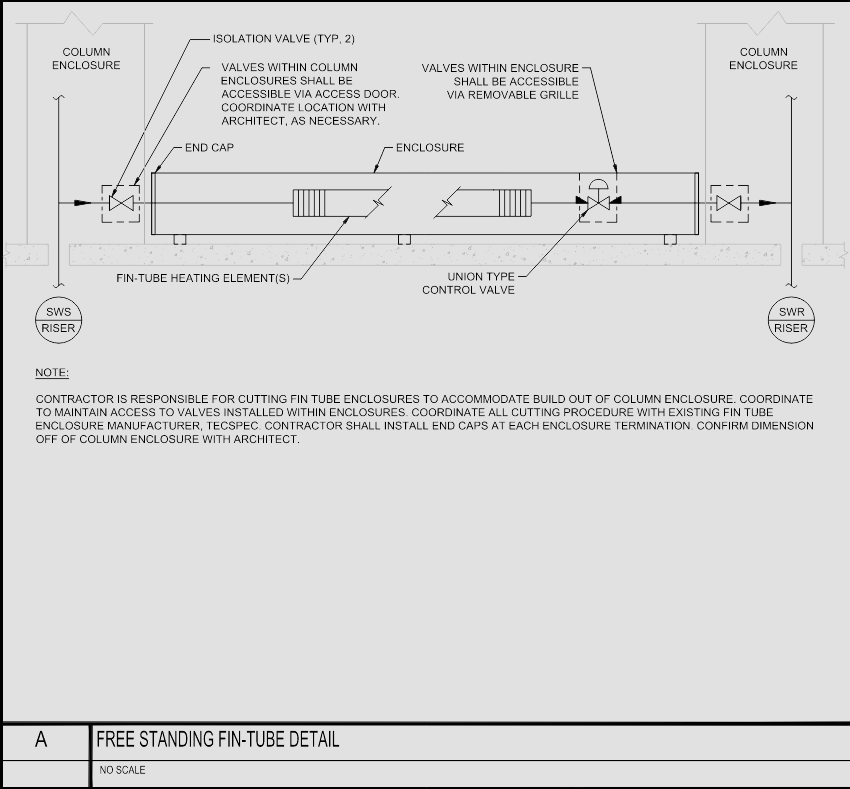 ISOLATION VALVE (TYP, 2)
COLUMN
ENCLOSURE
VALVES WITHIN COLUMN
ENCLOSURES SHALL BE
ACCESSIBLE VIA ACCESS DOOR.
COORDINATE LOCATION WITH
ARCHITECT, AS NECESSARY.
VALVES WITHIN ENCLOSURE
SHALL BE ACCESSIBLE
VIA REMOVABLE GRILLE
COLUMN
ENCLOSURE
END CAP
ENCLOSURE
FIN-TUBE HEATING ELEMENT(S)
UNION TYPE
CONTROL VALVE
SWS
RISER
SWR
RISER
NOTE:
CONTRACTOR IS RESPONSIBLE FOR CUTTING FIN TUBE ENCLOSURES TO ACCOMMODATE BUILD OUT OF COLUMN ENCLOSURE. COORDINATE
TO MAINTAIN ACCESS TO VALVES INSTALLED WITHIN ENCLOSURES. COORDINATE ALL CUTTING PROCEDURE WITH EXISTING FIN TUBE
ENCLOSURE MANUFACTURER, TECSPEC. CONTRACTOR SHALL INSTALL END CAPS AT EACH ENCLOSURE TERMINATION. CONFIRM DIMENSION
OFF OF COLUMN ENCLOSURE WITH ARCHITECT.
A
FREE STANDING FIN-TUBE DETAIL
NO SCALE